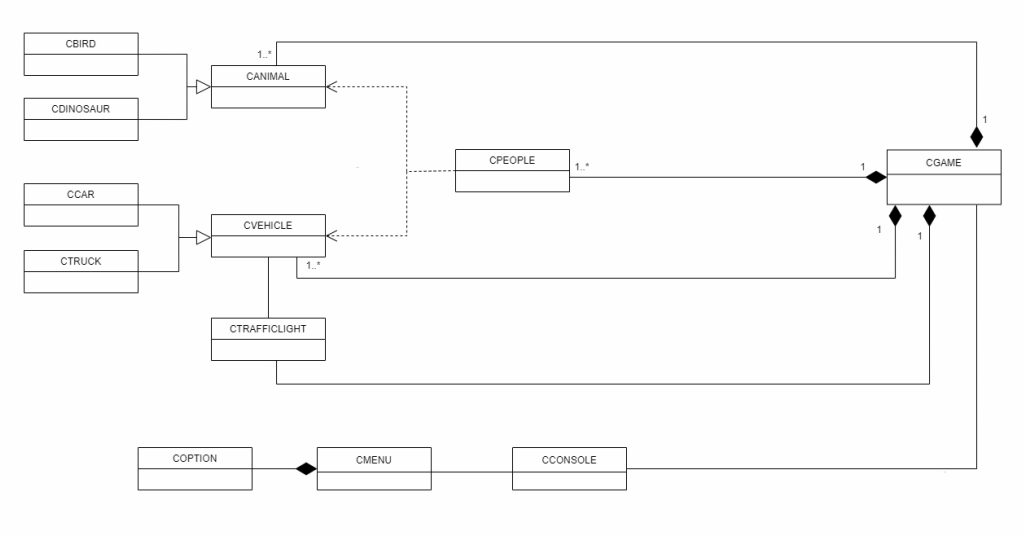 CBIRD
1..*
CANIMAL
CDINOSAUR
1
CPEOPLE
1..*
1
CGAME
CCAR
CVEHICLE
1
1
CTRUCK
1..*
CTRAFFICLIGHT
COPTION
CMENU
CCONSOLE